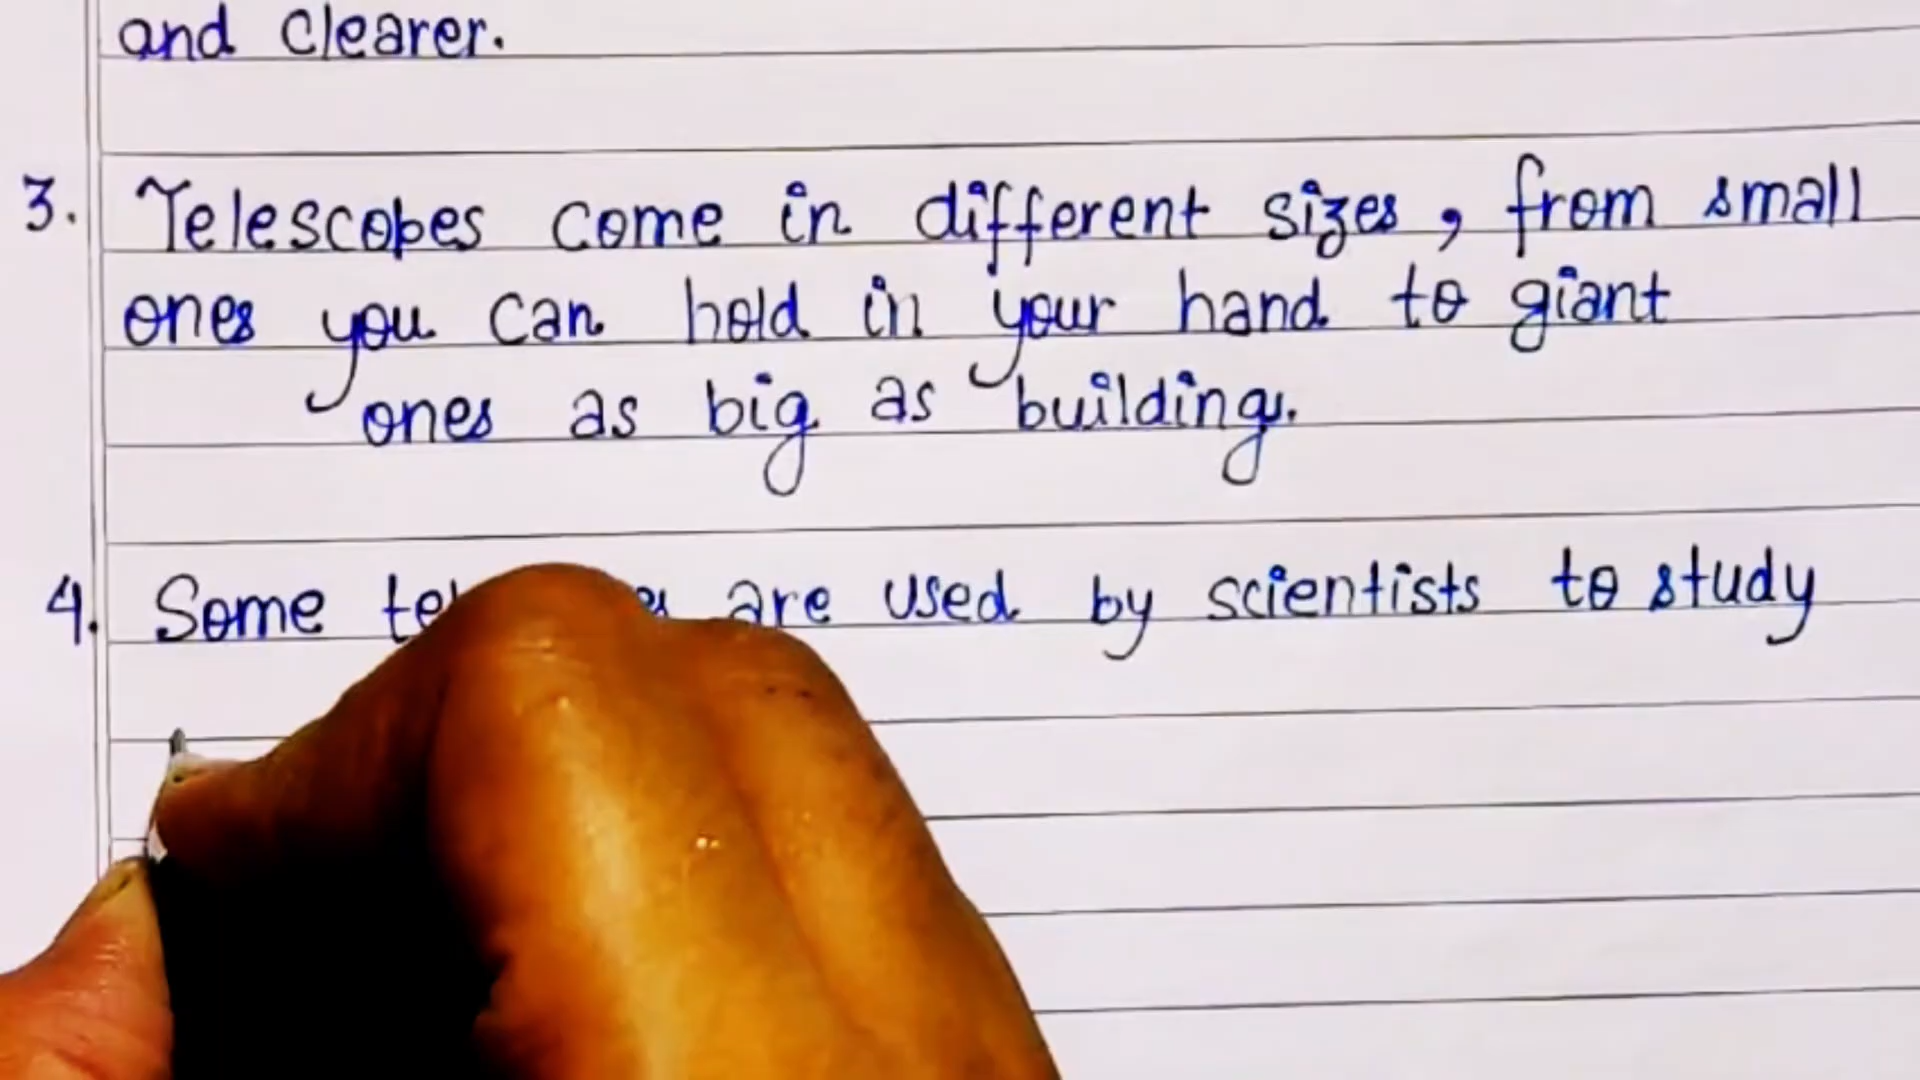 and clearer.
3. Telescopes come in different sizes, from small
ones you can hold in your hand to giant
ones as big as building.
4. Some are used by scientists to study